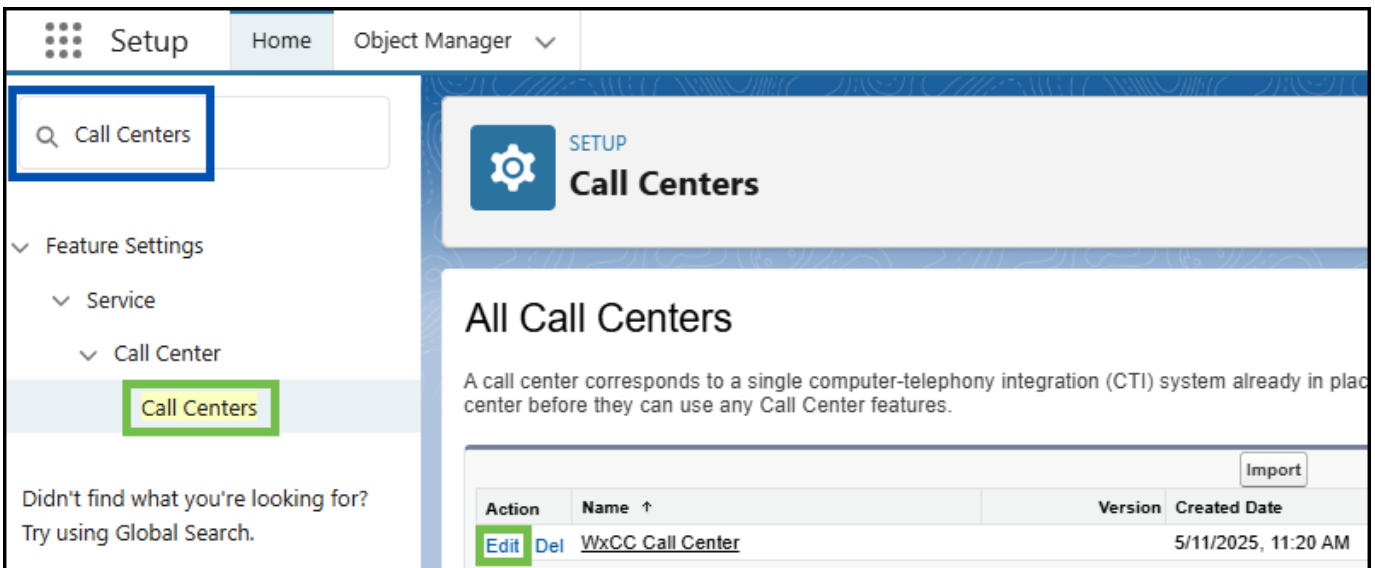 Setup Home Object Manager
Call Centers
Feature Settings
Service
Call Center
Call Centers
Didn't find what you're looking for?
Try using Global Search.
SETUP
Call Centers
All Call Centers
A call center corresponds to a single computer-telephony integration (CTI) system already in plac
center before they can use any Call Center features.
Import
Action Name ↑ Version Created Date
Edit Del WxCC Call Center 5/11/2025, 11:20 AM